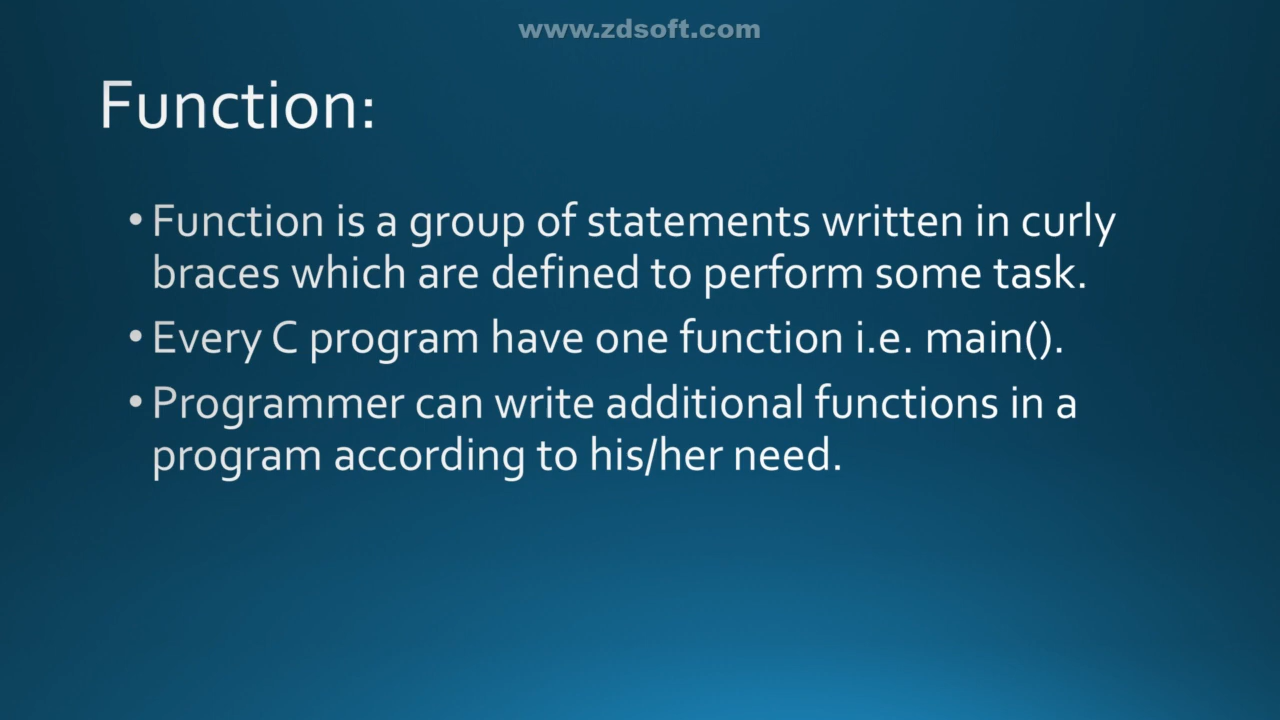 www.zdsoft.com
Function:
• Function is a group of statements written in curly
braces which are defined to perform some task.
• Every C program have one function i.e. main().
• Programmer can write additional functions in a
program according to his/her need.